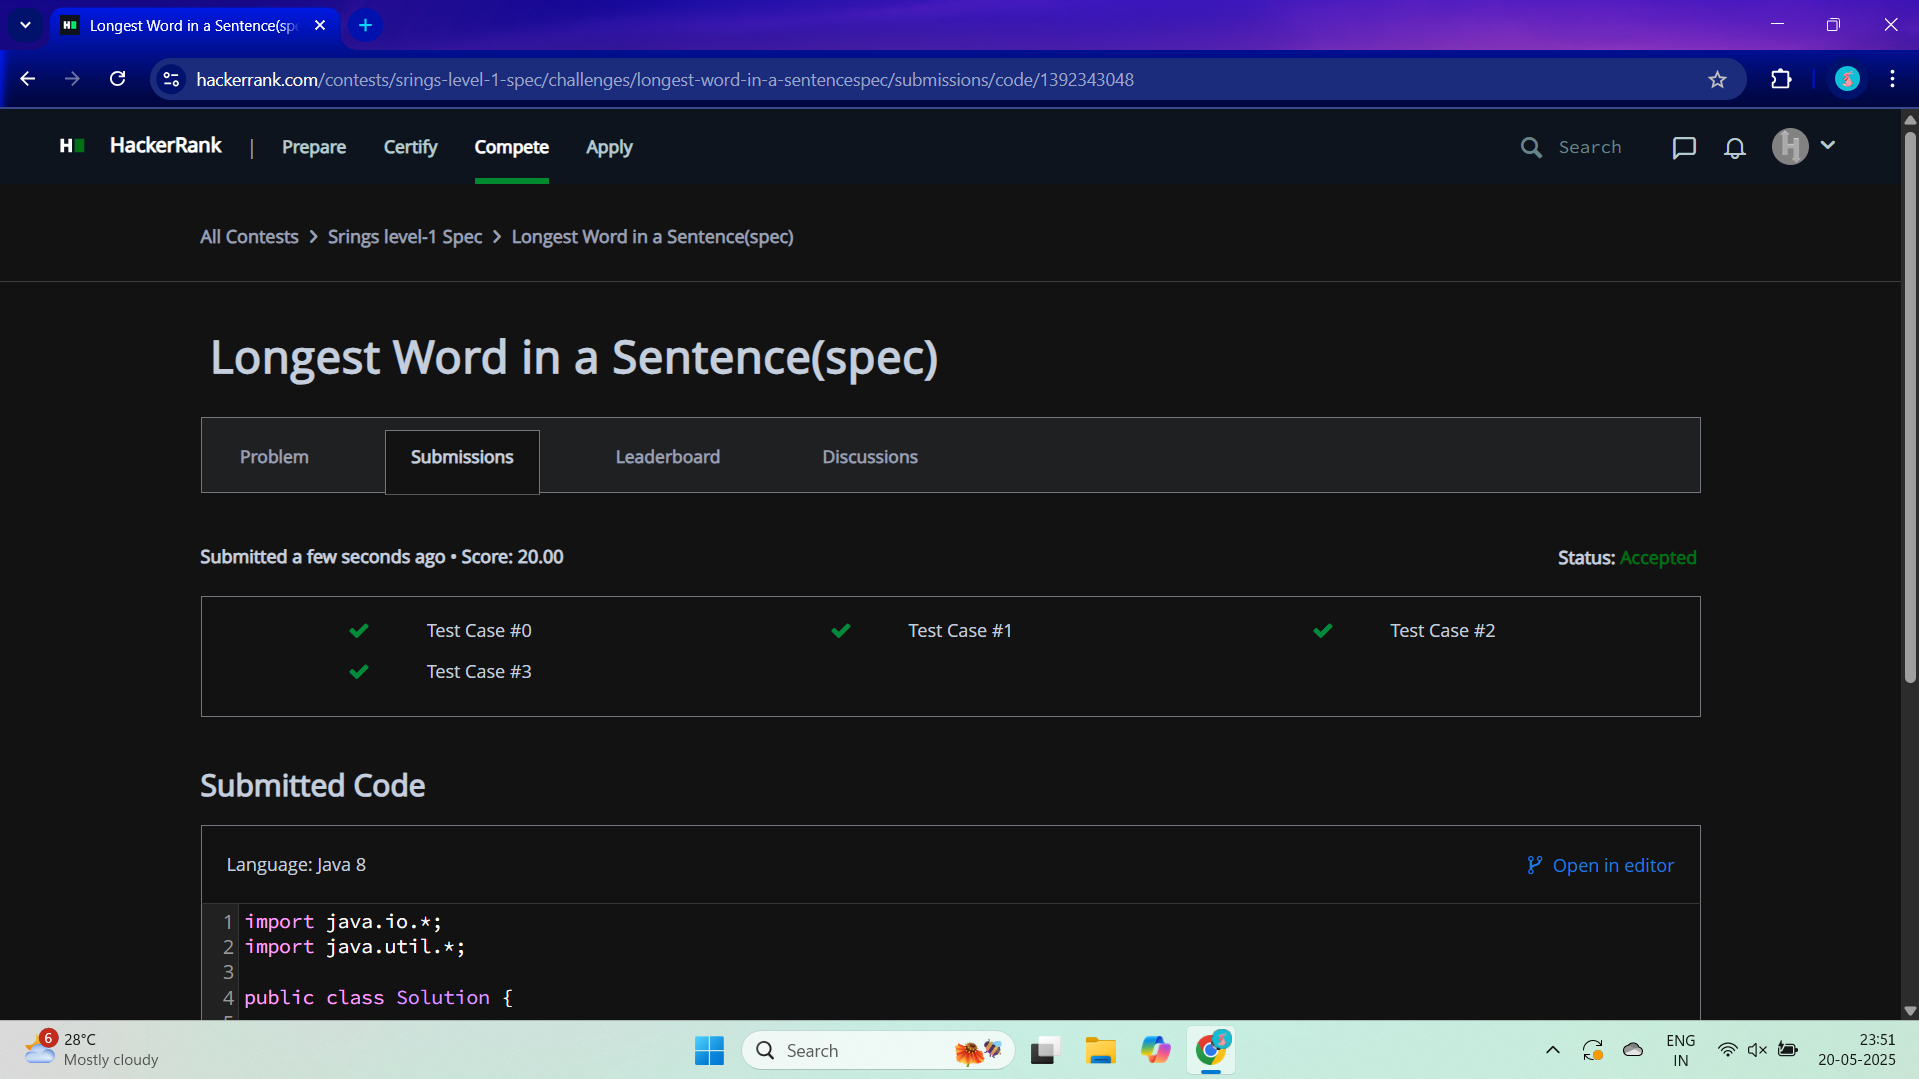 Longest Word in a Sentence(sp
hackerrank.com/contests/srings-level-1-spec/challenges/longest-word-in-a-sentencespec/submissions/code/1392343048
H HackerRank | Prepare Certify Compete Apply Search
All Contests > Srings level-1 Spec > Longest Word in a Sentence(spec)
Longest Word in a Sentence(spec)
Problem Submissions Leaderboard Discussions
Submitted a few seconds ago • Score: 20.00 Status: Accepted
Test Case #0 Test Case #1 Test Case #2
Test Case #3
Submitted Code
Language: Java 8 Open in editor
1 import java.io.*;
2 import java.util.*;
3
4 public class Solution {
6 28°C
Mostly cloudy
Search
ENG
IN
23:51
20-05-2025